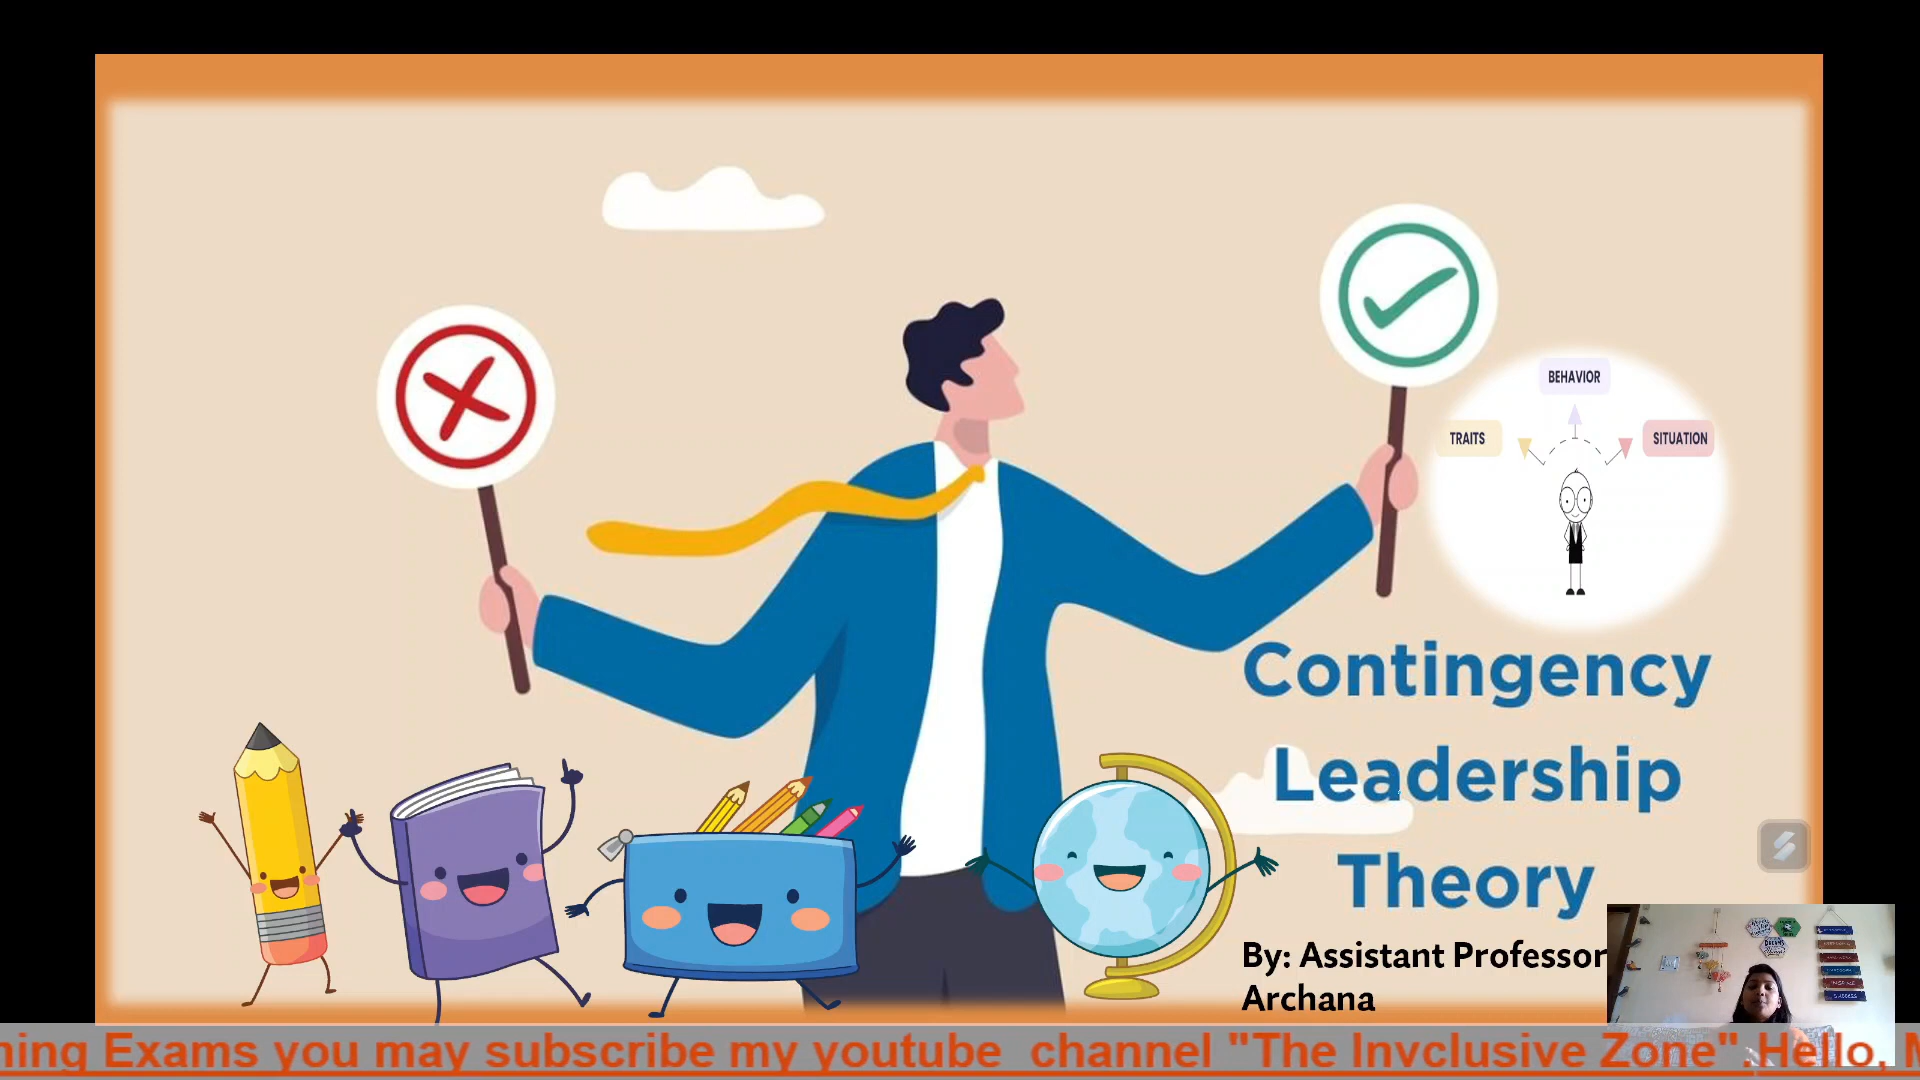 BEHAVIOR
TRAITS
SITUATION
Contingency
Leadership
Theory
By: Assistant Professor
Archana
ning Exams you may subscribe my youtube channel "The Invclusive Zone".Hello, M